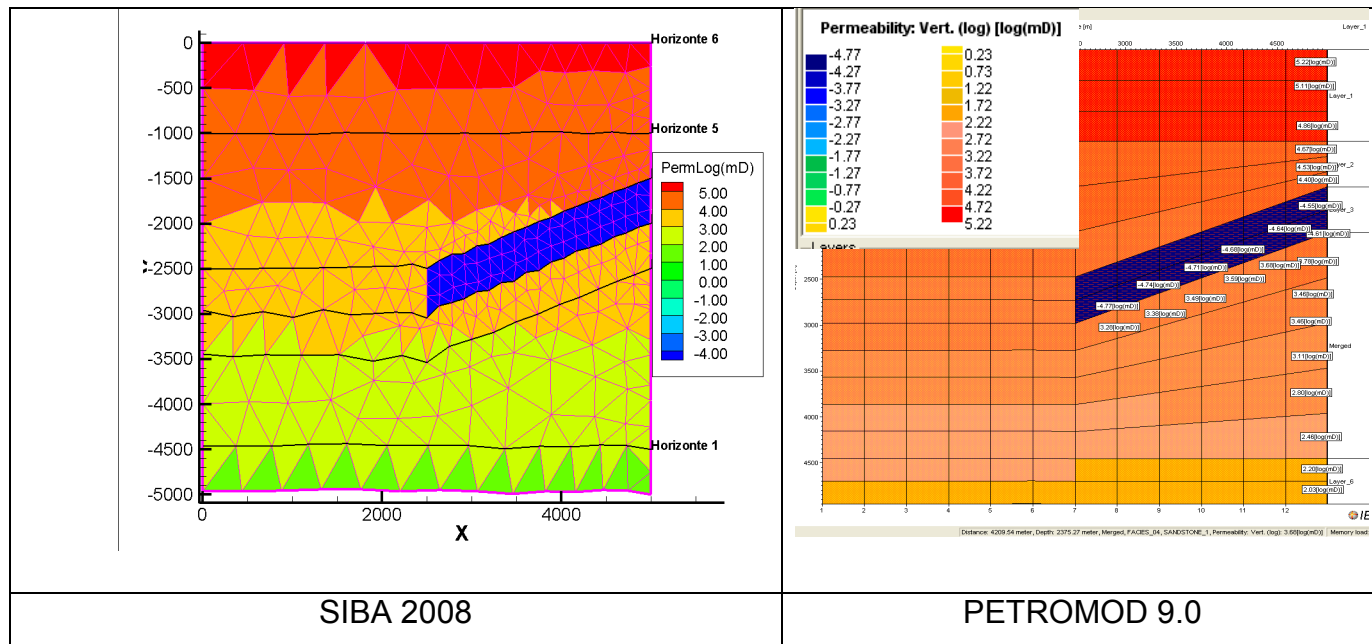 Horizonte 6
0
-500
-1000
-1500
-2000
-2500
-3000
-3500
-4000
-4500
-5000
Horizonte 5
PermLog(mD)
5.00
4.00
3.00
2.00
1.00
0.00
-1.00
-2.00
-3.00
-4.00
Horizonte 1
0
2000
4000
X
SIBA 2008
Permeability: Vert. (log) [log(mD)]
-4.77
-4.27
-3.77
-3.27
-2.77
-2.27
-1.77
-1.27
-0.77
-0.27
0.23
0.23
0.73
1.22
1.72
2.22
2.72
3.22
3.72
4.22
4.72
5.22
Layers
[m]
Layer_1
3000
3500
4000
4500
5.22[log(mD)]
5.11[log(mD)]
Layer_1
4.86[log(mD)]
4.67[log(mD)]
4.53[log(mD)]
4.40[log(mD)]
-4.55[log(mD)]
Layer_3
-4.64[log(mD)]
-4.61[log(mD)]
-4.68[log(mD)]
-4.71[log(mD)]
3.68[log(mD)]
-4.74[log(mD)]
3.59[log(mD)]
-4.77[log(mD)]
3.49[log(mD)]
3.38[log(mD)]
3.28[log(mD)]
3.46[log(mD)]
3.46[log(mD)]
Merged
3.11[log(mD)]
2.80[log(mD)]
2.46[log(mD)]
2.20[log(mD)]
Layer_6
2.03[log(mD)]
2500
3000
3500
4000
4500
1 2 3 4 5 6 7 8 9 10 11 12
Distance: 4209.54 meter, Depth: 2375.27 meter, Merged, FACIES_04, SANDSTONE_1, Permeability: Vert. (log): 3.68[log(mD)]
Memory load:
PETROMOD 9.0